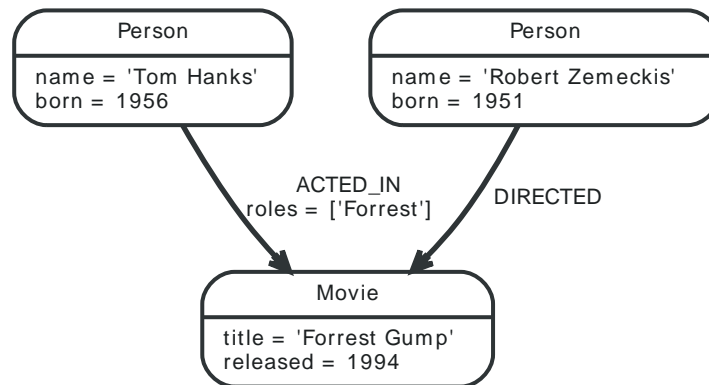 Person
name = 'Tom Hanks'
born = 1956
Person
name = 'Robert Zemeckis'
born = 1951
ACTED_IN
roles = ['Forrest']
DIRECTED
Movie
title = 'Forrest Gump'
released = 1994